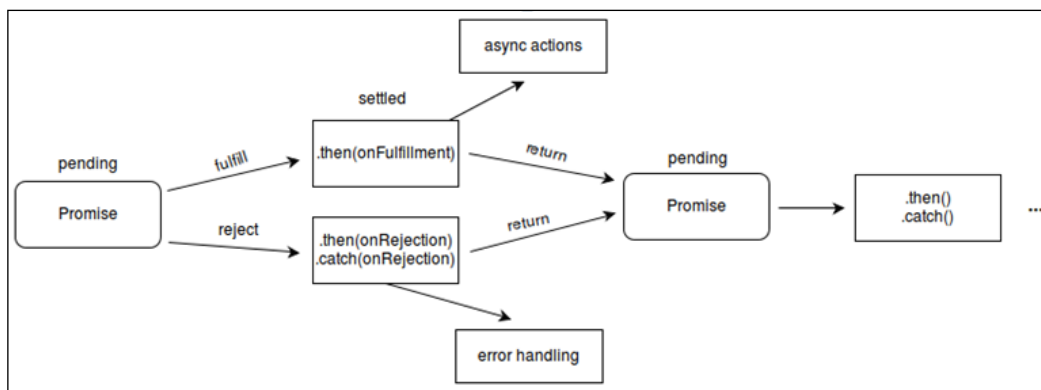 async actions
settled
.then(onFulfillment)
pending
fulfill
return
pending
Promise
Promise
.then()
.catch()
...
reject
.then(onRejection)
.catch(onRejection)
return
error handling